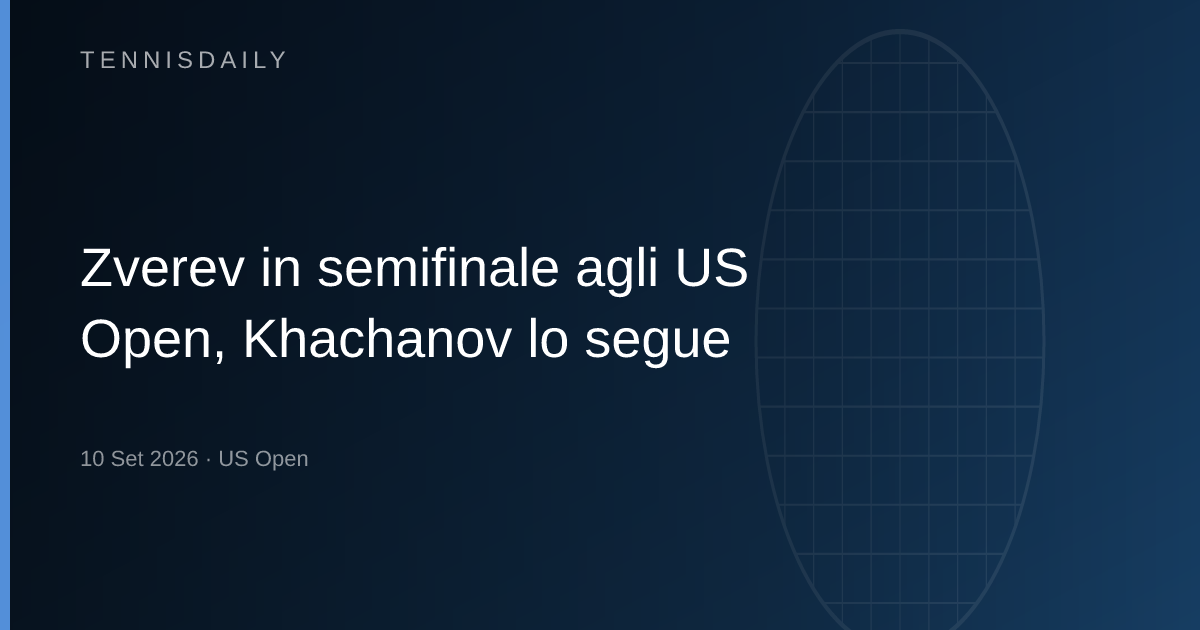 TENNISDAILY
Zverev in semifinale agli US
Open, Khachanov lo segue
10 Set 2026 · US Open